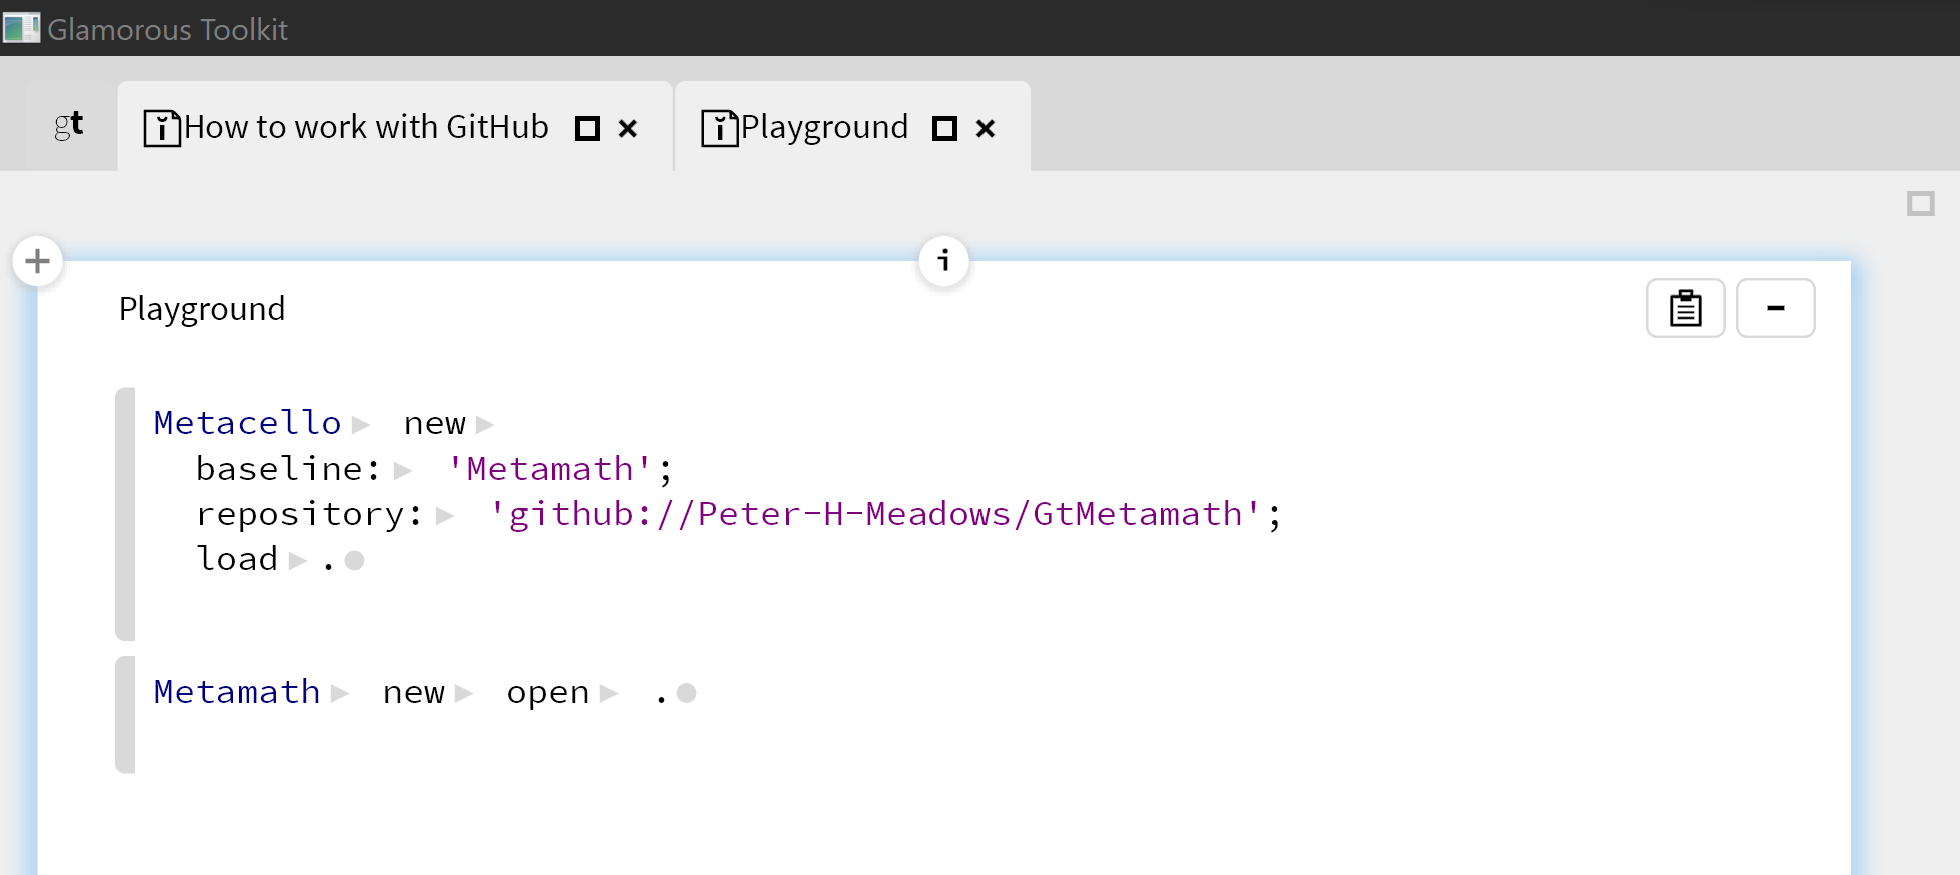 Glamorous Toolkit
gt
How to work with GitHub
Playground
Playground
Metacello new
baseline: 'Metamath';
repository: 'github://Peter-H-Meadows/GtMetamath';
load .
Metamath new open .